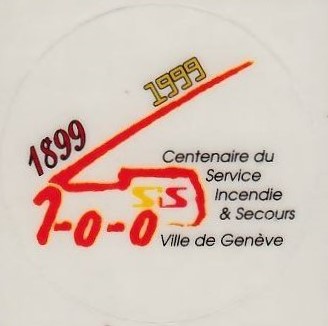 1999
1899
Centenaire du
Service
SiS
Incendie
& Secours
1-0-0
Ville de Genève